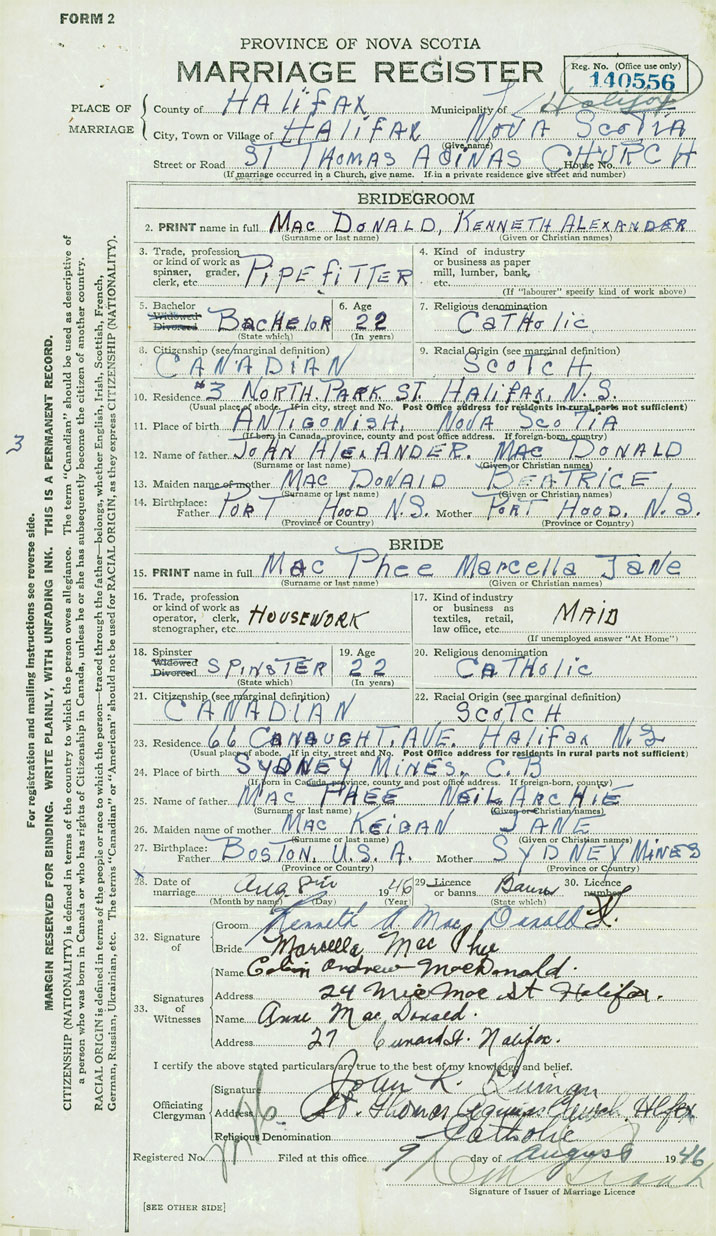 FORM 2
PROVINCE OF NOVA SCOTIA
MARRIAGE REGISTER
Reg. No. (Office use only)
140556
PLACE OF MARRIAGE
County of HALIFAX Municipality of Halifax
City, Town or Village of HALIFAX NOVA SCOTIA
(Give name)
Street or Road ST THOMAS AQINAS CHURCH House No.
(If marriage occurred in a Church, give name. If in a private residence give street and number)
BRIDEGROOM
2. PRINT name in full MAC DONALD, KENNETH ALEXANDER
(Surname or last name) (Given or Christian names)
3. Trade, profession or kind of work as spinner, grader, clerk, etc. PIPEFITTER
4. Kind of industry or business as paper mill, lumber, bank, etc.
(If "labourer" specify kind of work above)
5. Bachelor Widowed Divorced BACHELOR
(State which)
6. Age 22
(In years)
7. Religious denomination CATHOLIC
8. Citizenship (see marginal definition) CANADIAN
9. Racial Origin (see marginal definition) SCOTCH
10. Residence #3 NORTH PARK ST. HALIFAX, N.S.
(Usual place of abode. If in city, street and No. Post Office address for residents in rural parts not sufficient)
11. Place of birth ANTIGONISH, NOVA SCOTIA
(If born in Canada, province, county and post office address. If foreign-born, country)
12. Name of father JOHN ALEXANDER MAC DONALD
(Surname or last name) (Given or Christian names)
13. Maiden name of mother MAC DONALD BEATRICE
(Surname or last name) (Given or Christian names)
14. Birthplace: Father PORT HOOD N.S. Mother PORT HOOD, N.S.
(Province or Country) (Province or Country)
BRIDE
15. PRINT name in full Mac Phee Marcella Jane
(Surname or last name) (Given or Christian names)
16. Trade, profession or kind of work as operator, clerk, stenographer, etc. HOUSEWORK
17. Kind of industry or business as textiles, retail, law office, etc. MAID
(If unemployed answer "At Home")
18. Spinster Widowed Divorced SPINSTER
(State which)
19. Age 22
(In years)
20. Religious denomination CATHOLIC
21. Citizenship (see marginal definition) CANADIAN
22. Racial Origin (see marginal definition) SCOTCH
23. Residence 66 CONAUGHT. AVE. HALIFAX N.S
(Usual place of abode. If in city, street and No. Post Office address for residents in rural parts not sufficient)
24. Place of birth SYDNEY MINES, C.B
(If born in Canada, province, county and post office address. If foreign-born, country)
25. Name of father MAC PHEE NEIL ARCHIE
(Surname or last name) (Given or Christian names)
26. Maiden name of mother MAC KEIGAN JANE
(Surname or last name) (Given or Christian names)
27. Birthplace: Father BOSTON, U.S.A. Mother SYDNEY MINES
(Province or Country) (Province or Country)
28. Date of marriage Aug 8th 1946
(Month by name) (Day) (Year)
29. Licence or banns Banns
(State which)
30. Licence number
32. Signature of
Groom Kenneth A Mac Donald
Bride Marcella Mac Phee
33. Signatures of Witnesses
Name Colin Andrew MacDonald.
Address 24 Mic Mac St Halifax.
Name Anne Mac Donald.
Address 27 Cunard St. Halifax.
I certify the above stated particulars are true to the best of my knowledge and belief.
Officiating Clergyman
Signature John K.
Address St. Thomas Aquinas Church Hlfax
Religious Denomination Catholic
Registered No. Filed at this office 9 day of August 1946
Signature of Issuer of Marriage Licence
[SEE OTHER SIDE]
3
For registration and mailing instructions see reverse side.
MARGIN RESERVED FOR BINDING. WRITE PLAINLY, WITH UNFADING INK. THIS IS A PERMANENT RECORD.
CITIZENSHIP (NATIONALITY) is defined in terms of the country to which the person owes allegiance. The term "Canadian" should be used as descriptive of
a person who was born in Canada or who has rights of Citizenship in Canada, unless he or she has subsequently become the citizen of another country.
RACIAL ORIGIN is defined in terms of the people or race to which the person—traced through the father—belongs, whether English, Irish, Scottish, French,
German, Russian, Ukrainian, etc. The terms "Canadian" or "American" should not be used for RACIAL ORIGIN, as they express CITIZENSHIP (NATIONALITY).